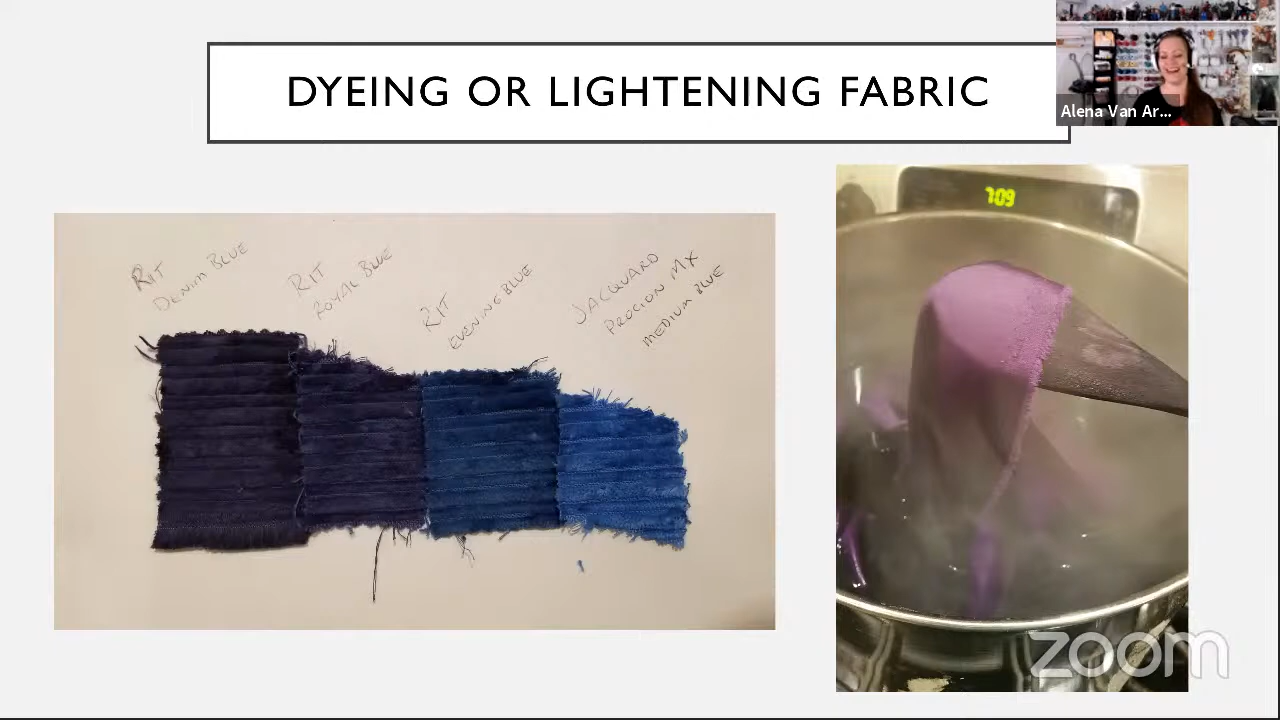 DYEING OR LIGHTENING FABRIC
Alena Van Ar...
RIT
DENIM BLUE
RIT
ROYAL BLUE
RIT
EVENING BLUE
JACQUARD
PROCION MX
MEDIUM BLUE
7:09
zoom